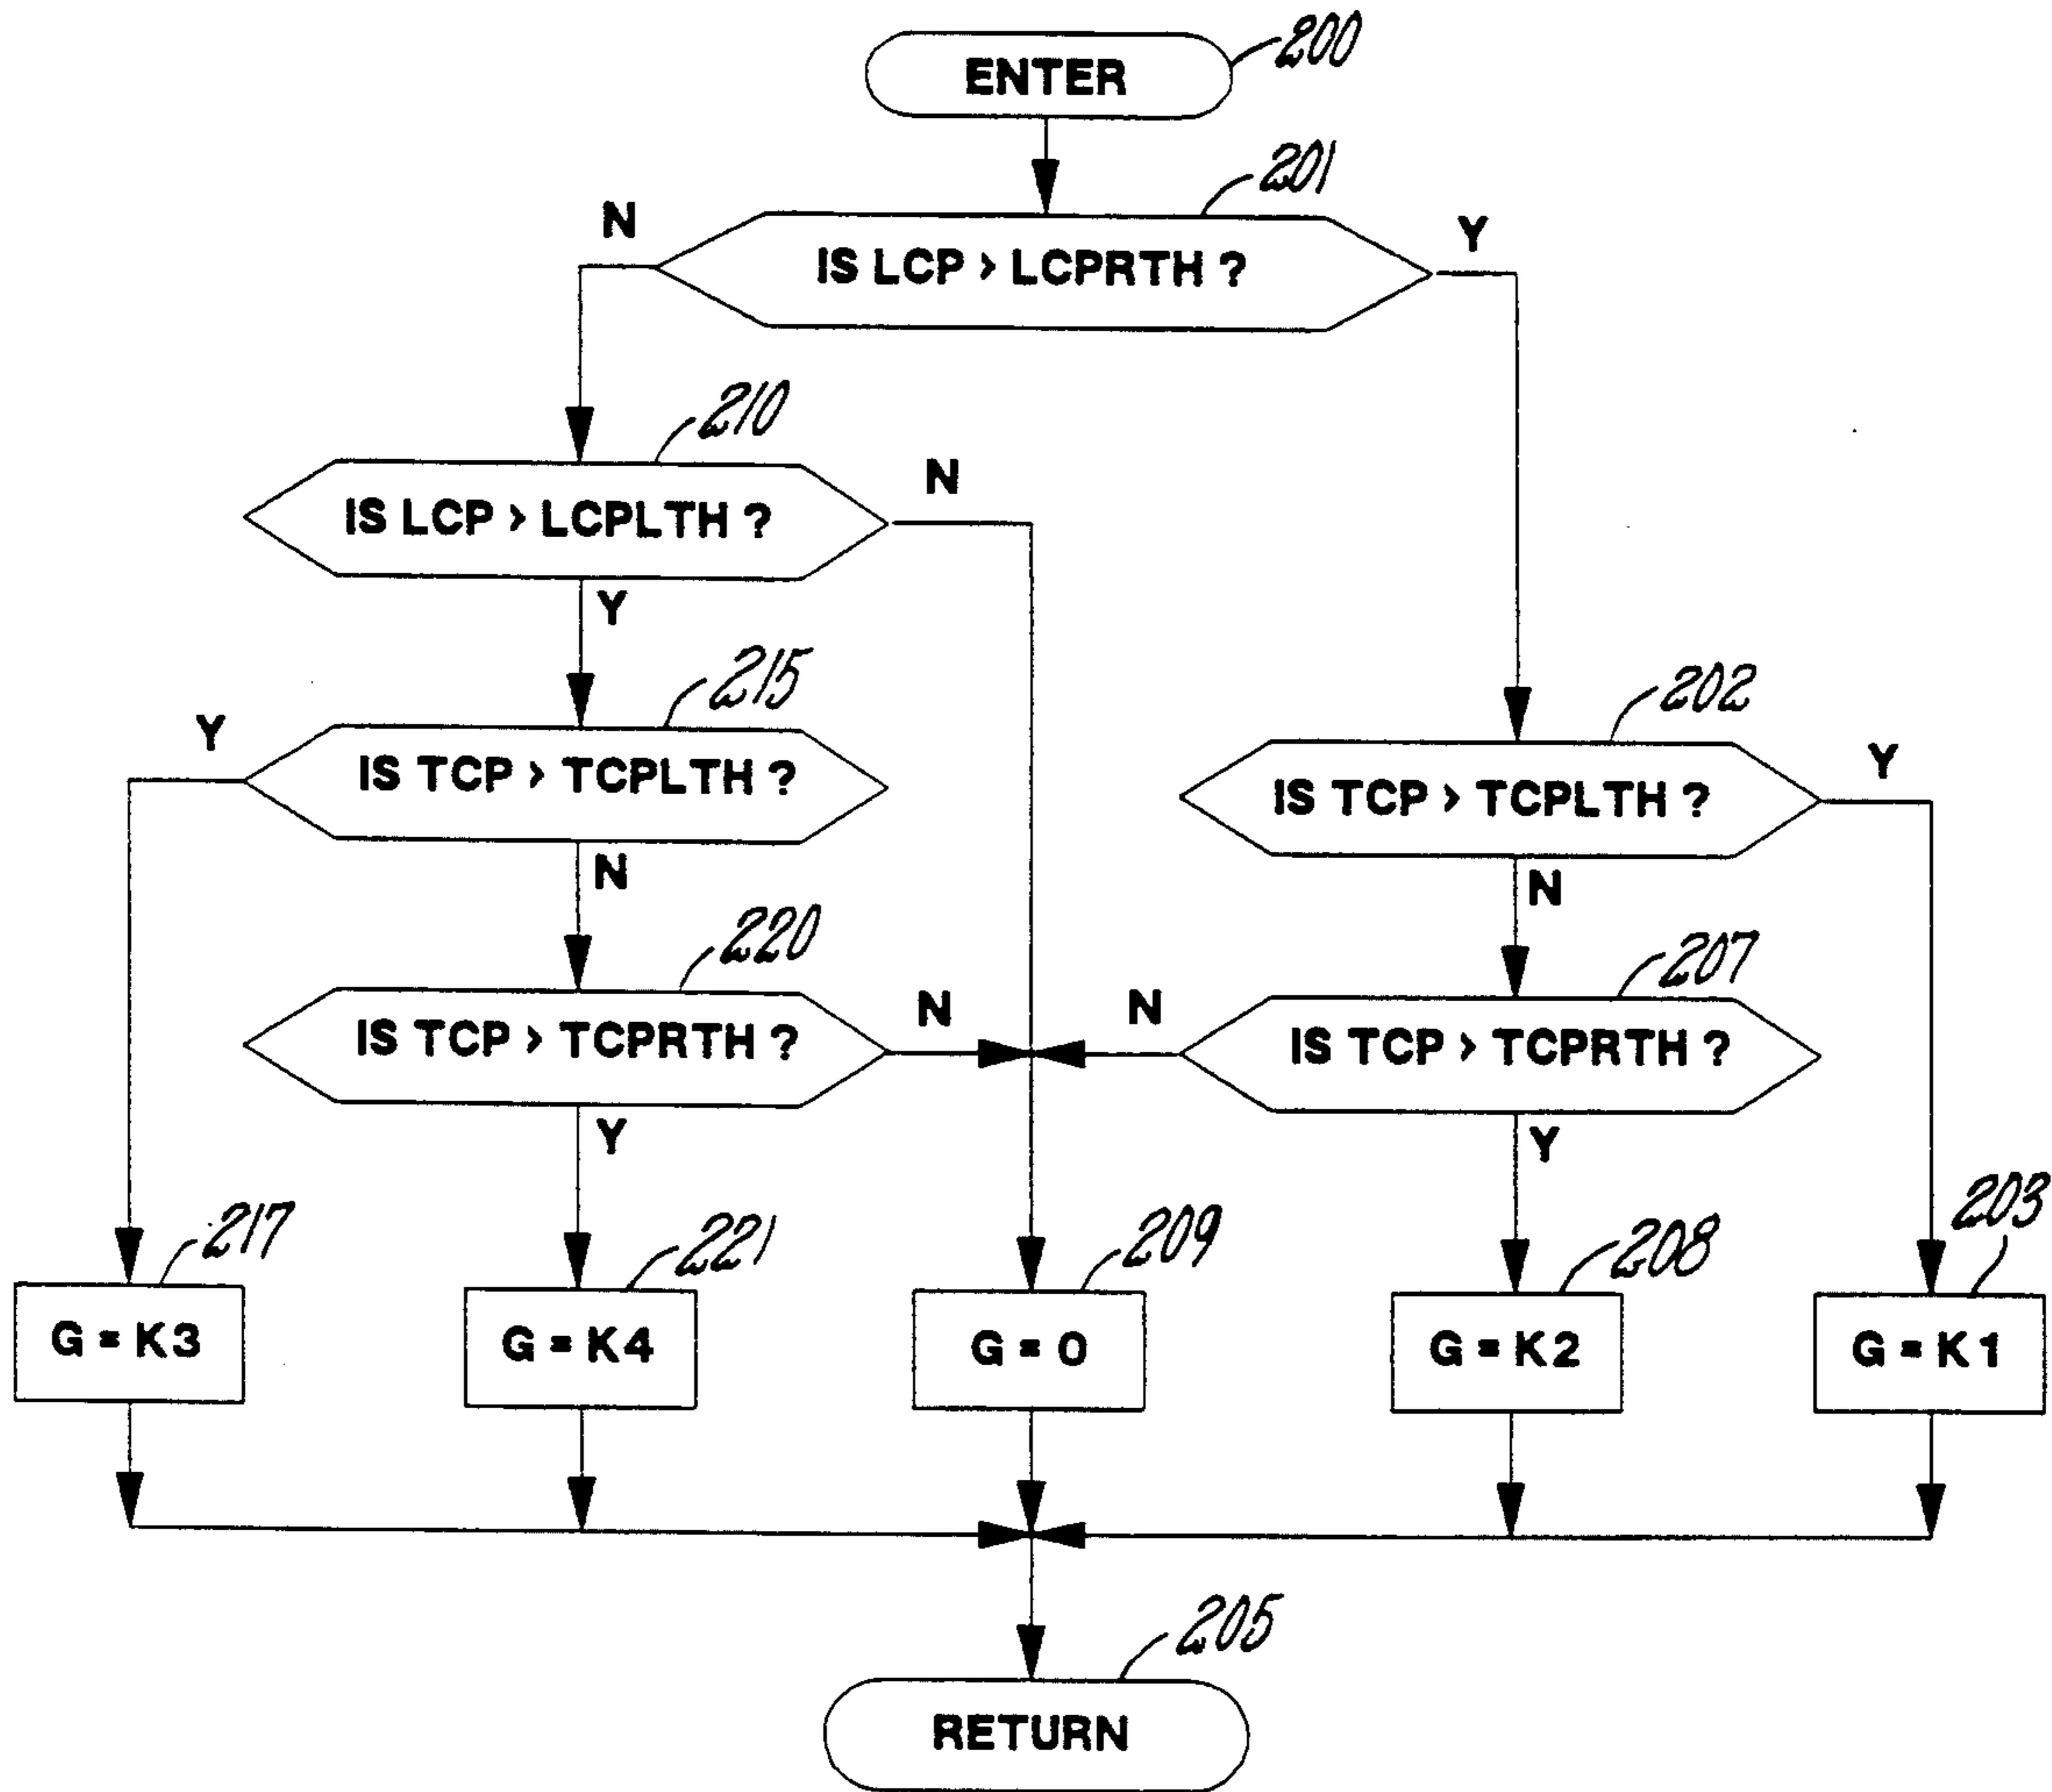 200
ENTER
201
N
Y
IS LCP > LCPRTH ?
210
N
IS LCP > LCPLTH ?
Y
215
202
Y
Y
IS TCP > TCPLTH ?
IS TCP > TCPLTH ?
N
N
220
207
N
N
IS TCP > TCPRTH ?
IS TCP > TCPRTH ?
Y
Y
217
221
209
208
203
G = K3
G = K4
G = 0
G = K2
G = K1
205
RETURN